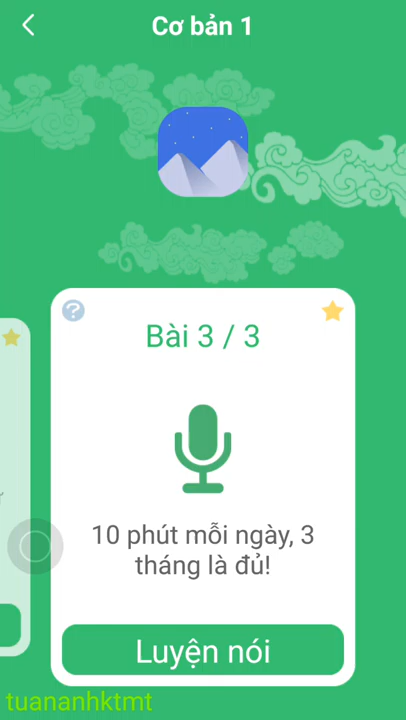 Cơ bản 1
?
Bài 3 / 3
10 phút mỗi ngày, 3
tháng là đủ!
Luyện nói
tuananhktmt